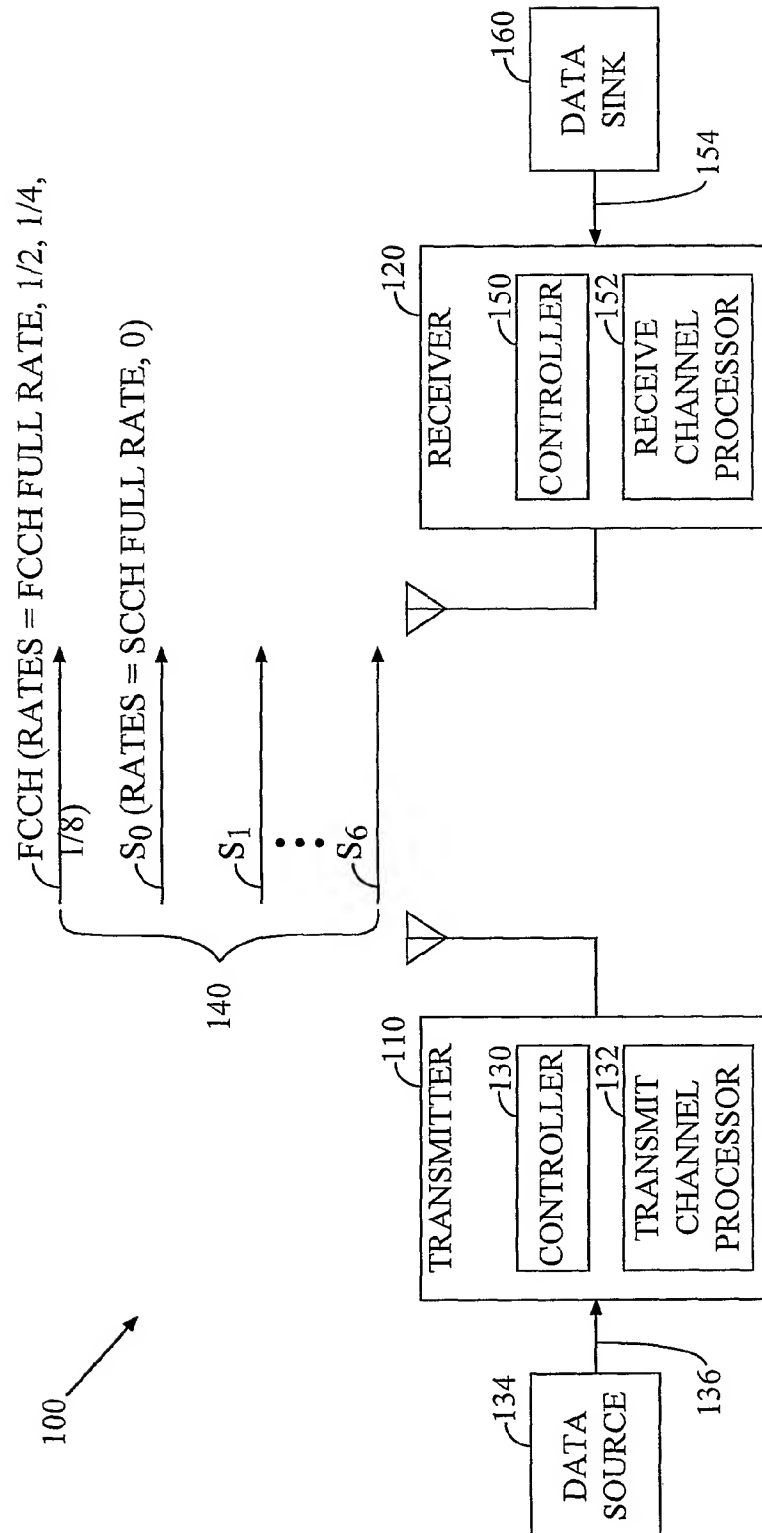 100
FCCH (RATES = FCCH FULL RATE, 1/2, 1/4,
1/8)
S0 (RATES = SCCH FULL RATE, 0)
S1
S6
140
110
TRANSMITTER
130
CONTROLLER
132
TRANSMIT
CHANNEL
PROCESSOR
134
DATA
SOURCE
136
120
RECEIVER
150
CONTROLLER
152
RECEIVE
CHANNEL
PROCESSOR
160
DATA
SINK
154